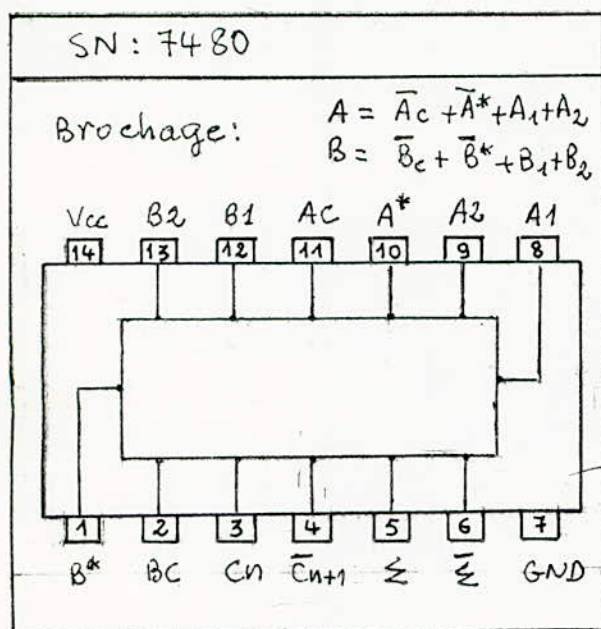 SN: 7480
Brochage:
A = A̅c + A̅* + A₁ + A₂
B = B̅c + B̅* + B₁ + B₂
Vcc B2 B1 AC A* A2 A1
14 13 12 11 10 9 8
1 2 3 4 5 6 7
B* BC Cn C̅n+1 Σ Σ̅ GND